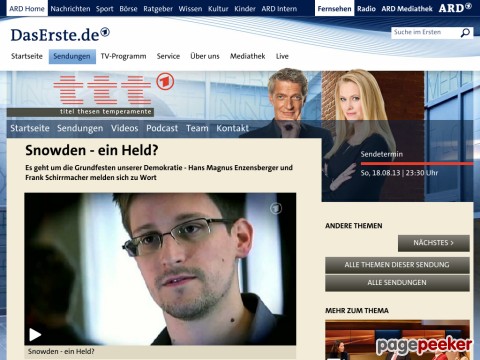 ARD Home Nachrichten Sport Börse Ratgeber Wissen Kultur Kinder ARD Intern Fernsehen Radio ARD Mediathek ARD
DasErste.de
Suche im Ersten
Startseite Sendungen TV-Programm Service Über uns Mediathek Live
ttt
titel thesen temperamente
Startseite Sendungen Videos Podcast Team Kontakt
Snowden - ein Held?
Es geht um die Grundfesten unserer Demokratie - Hans Magnus Enzensberger und
Frank Schirrmacher melden sich zu Wort
Snowden - ein Held?
Sendetermin
So, 18.08.13 | 23:30 Uhr
ANDERE THEMEN
NÄCHSTES >
ALLE THEMEN DIESER SENDUNG
ALLE SENDUNGEN
MEHR ZUM THEMA
pagepeeker